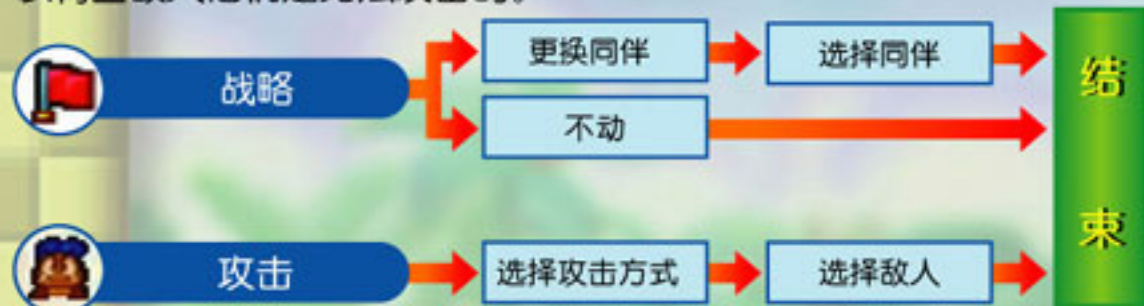 战略
更换同伴
选择同伴
不动
攻击
选择攻击方式
选择敌人
结束